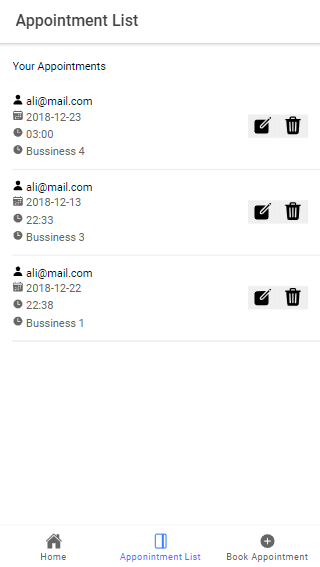 Appointment List
Your Appointments
ali@mail.com
2018-12-23
03:00
Bussiness 4
ali@mail.com
2018-12-13
22:33
Bussiness 3
ali@mail.com
2018-12-22
22:38
Bussiness 1
Home
Apponintment List
Book Appointment